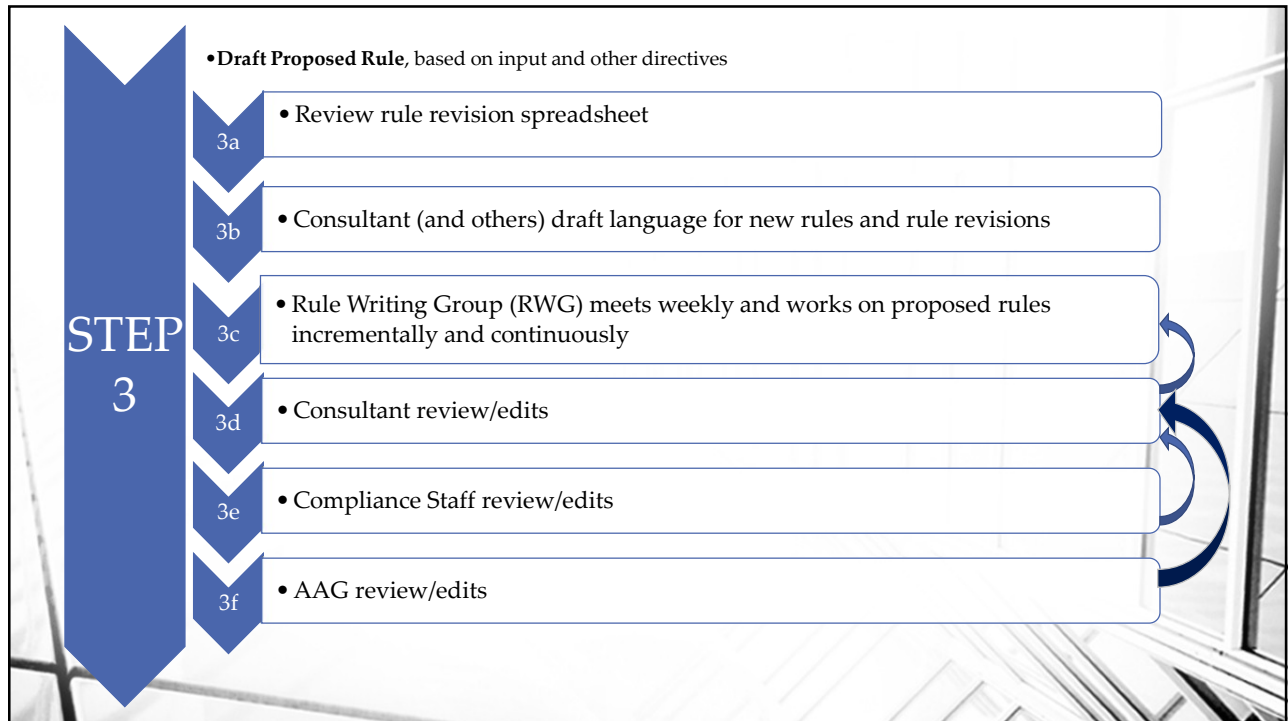 •Draft Proposed Rule, based on input and other directives
STEP
3
3a
• Review rule revision spreadsheet
3b
• Consultant (and others) draft language for new rules and rule revisions
3c
• Rule Writing Group (RWG) meets weekly and works on proposed rules
incrementally and continuously
3d
• Consultant review/edits
3e
• Compliance Staff review/edits
3f
• AAG review/edits